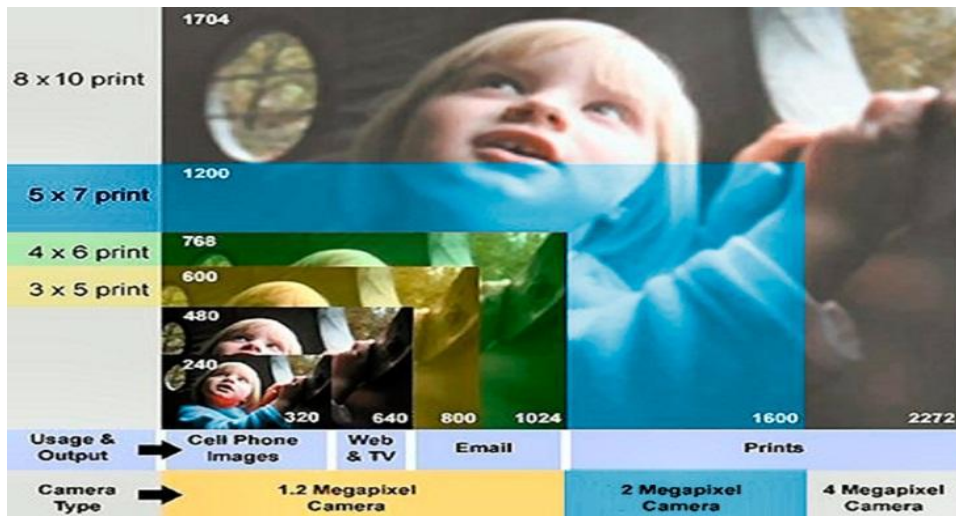 1704
8 x 10 print
1200
5 x 7 print
768
4 x 6 print
600
3 x 5 print
480
240
320
640
800
1024
1600
2272
Usage &
Output
Cell Phone
Images
Web
& TV
Email
Prints
Camera
Type
1.2 Megapixel
Camera
2 Megapixel
Camera
4 Megapixel
Camera